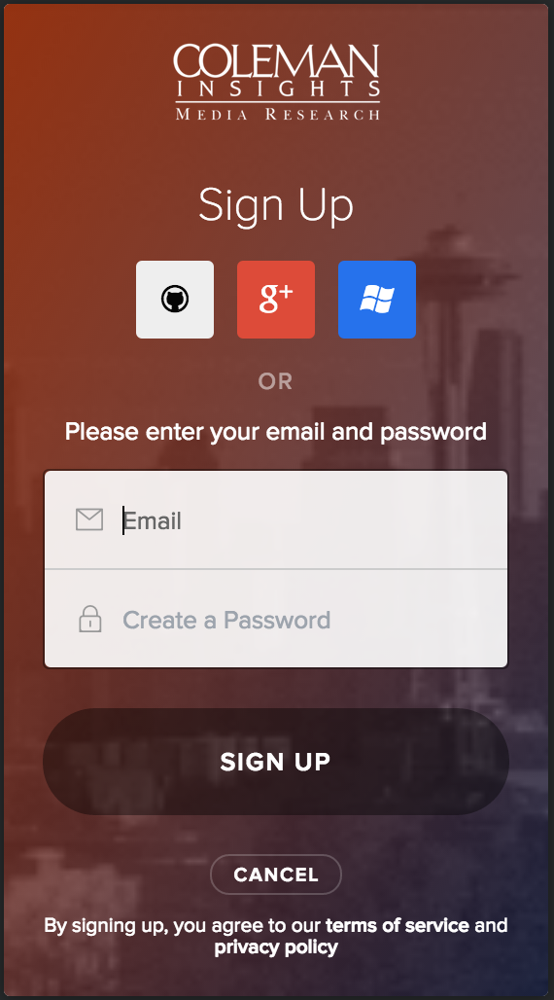 COLEMAN
INSIGHTS
MEDIA RESEARCH
Sign Up
g+
OR
Please enter your email and password
Email
Create a Password
SIGN UP
CANCEL
By signing up, you agree to our terms of service and
privacy policy